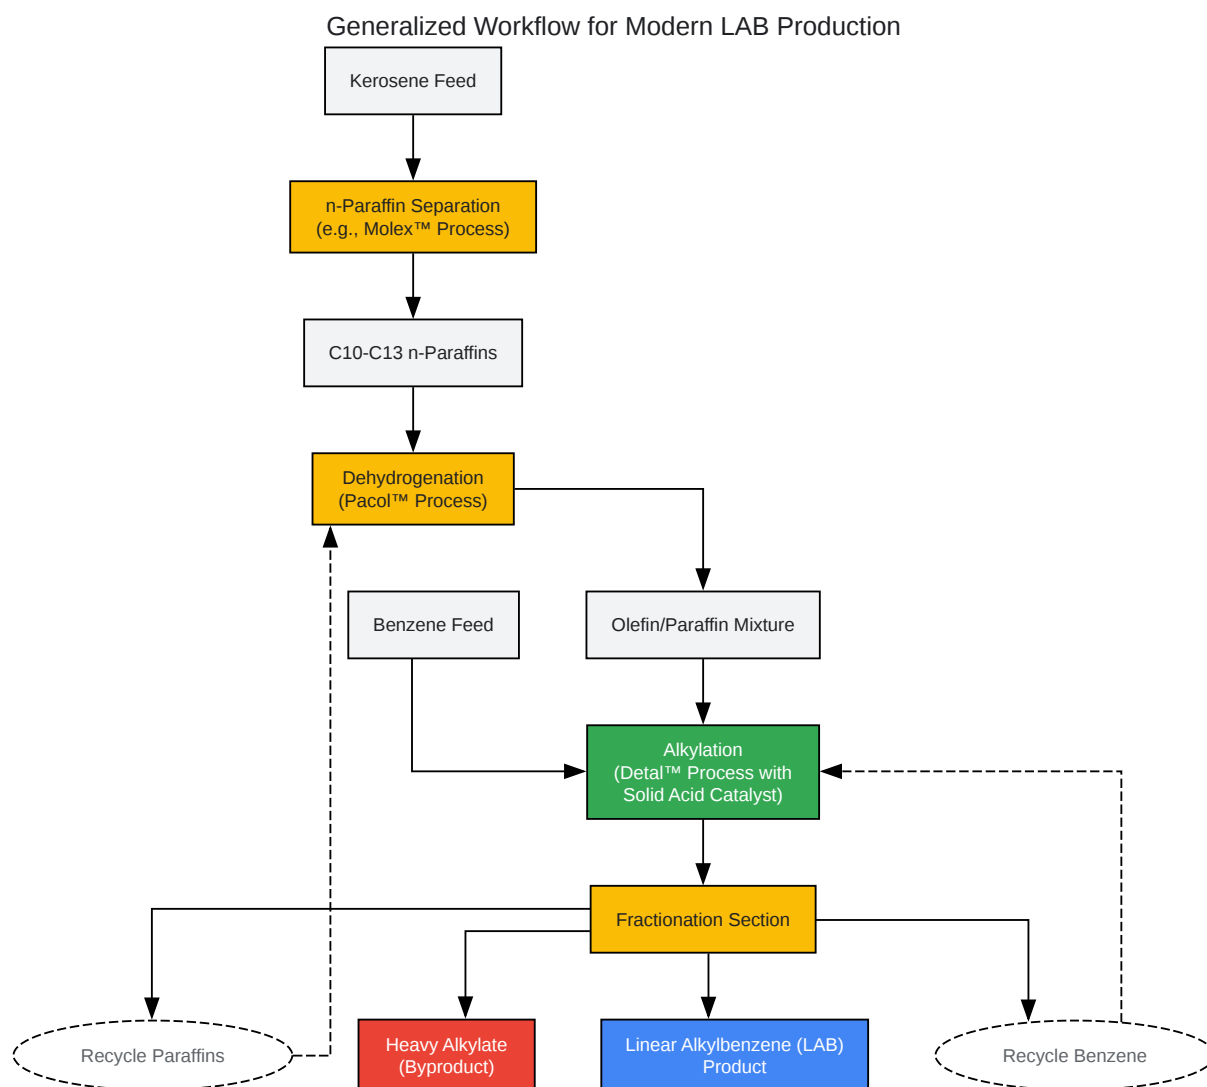 Generalized Workflow for Modern LAB Production
Kerosene Feed
n-Paraffin Separation
(e.g., Molex™ Process)
C10-C13 n-Paraffins
Dehydrogenation
(Pacol™ Process)
Benzene Feed
Olefin/Paraffin Mixture
Alkylation
(Detal™ Process with
Solid Acid Catalyst)
Fractionation Section
Recycle Paraffins
Heavy Alkylate
(Byproduct)
Linear Alkylbenzene (LAB)
Product
Recycle Benzene